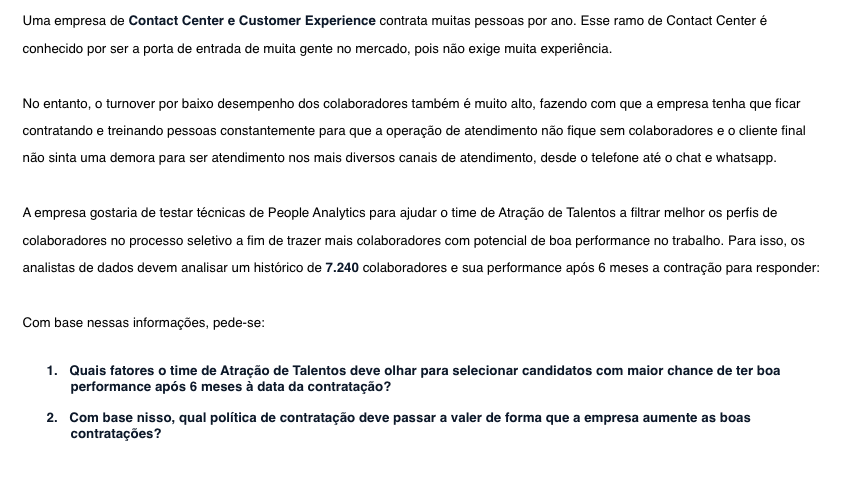 Uma empresa de Contact Center e Customer Experience contrata muitas pessoas por ano. Esse ramo de Contact Center é
conhecido por ser a porta de entrada de muita gente no mercado, pois não exige muita experiência.
No entanto, o turnover por baixo desempenho dos colaboradores também é muito alto, fazendo com que a empresa tenha que ficar
contratando e treinando pessoas constantemente para que a operação de atendimento não fique sem colaboradores e o cliente final
não sinta uma demora para ser atendimento nos mais diversos canais de atendimento, desde o telefone até o chat e whatsapp.
A empresa gostaria de testar técnicas de People Analytics para ajudar o time de Atração de Talentos a filtrar melhor os perfis de
colaboradores no processo seletivo a fim de trazer mais colaboradores com potencial de boa performance no trabalho. Para isso, os
analistas de dados devem analisar um histórico de 7.240 colaboradores e sua performance após 6 meses a contração para responder:
Com base nessas informações, pede-se:
1. Quais fatores o time de Atração de Talentos deve olhar para selecionar candidatos com maior chance de ter boa
performance após 6 meses à data da contratação?
2. Com base nisso, qual política de contratação deve passar a valer de forma que a empresa aumente as boas
contratações?